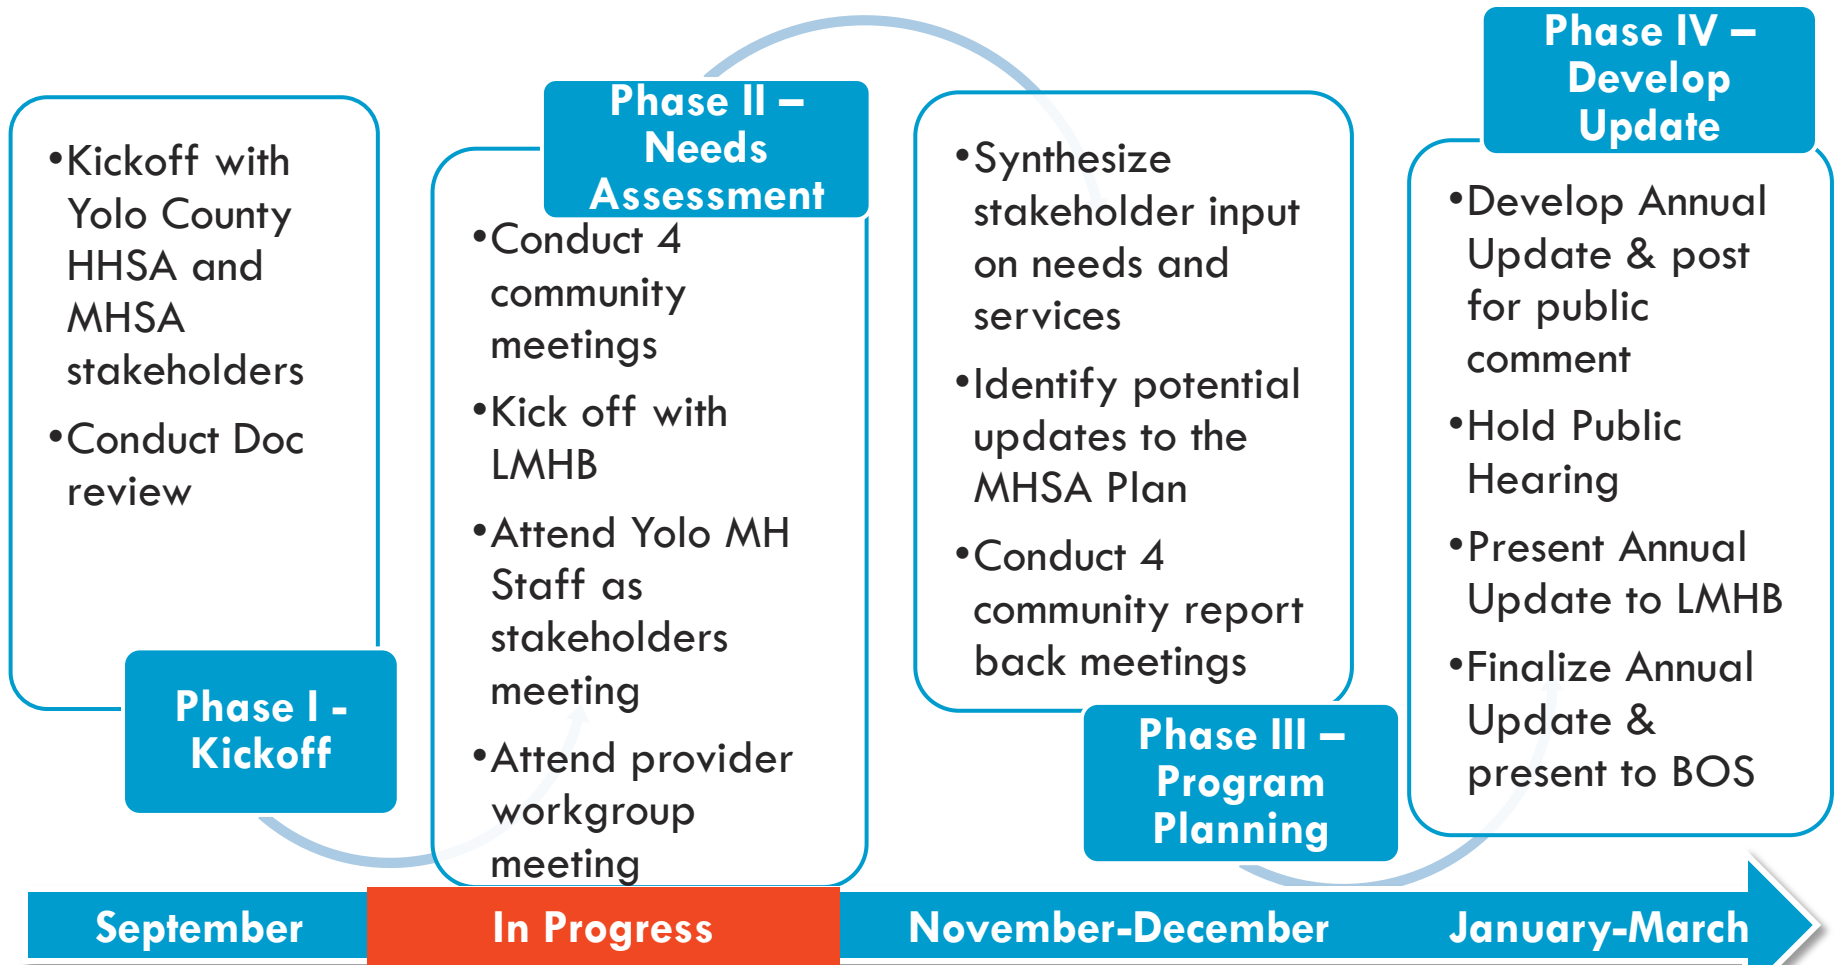 •Kickoff with
Yolo County
HHSA and
MHSA
stakeholders
•Conduct Doc
review
Phase I -
Kickoff
Phase II –
Needs
Assessment
•Conduct 4
community
meetings
•Kick off with
LMHB
•Attend Yolo MH
Staff as
stakeholders
meeting
•Attend provider
workgroup
meeting
•Synthesize
stakeholder input
on needs and
services
•Identify potential
updates to the
MHSA Plan
•Conduct 4
community report
back meetings
Phase III –
Program
Planning
Phase IV –
Develop
Update
•Develop Annual
Update & post
for public
comment
•Hold Public
Hearing
•Present Annual
Update to LMHB
•Finalize Annual
Update &
present to BOS
September
In Progress
November-December
January-March